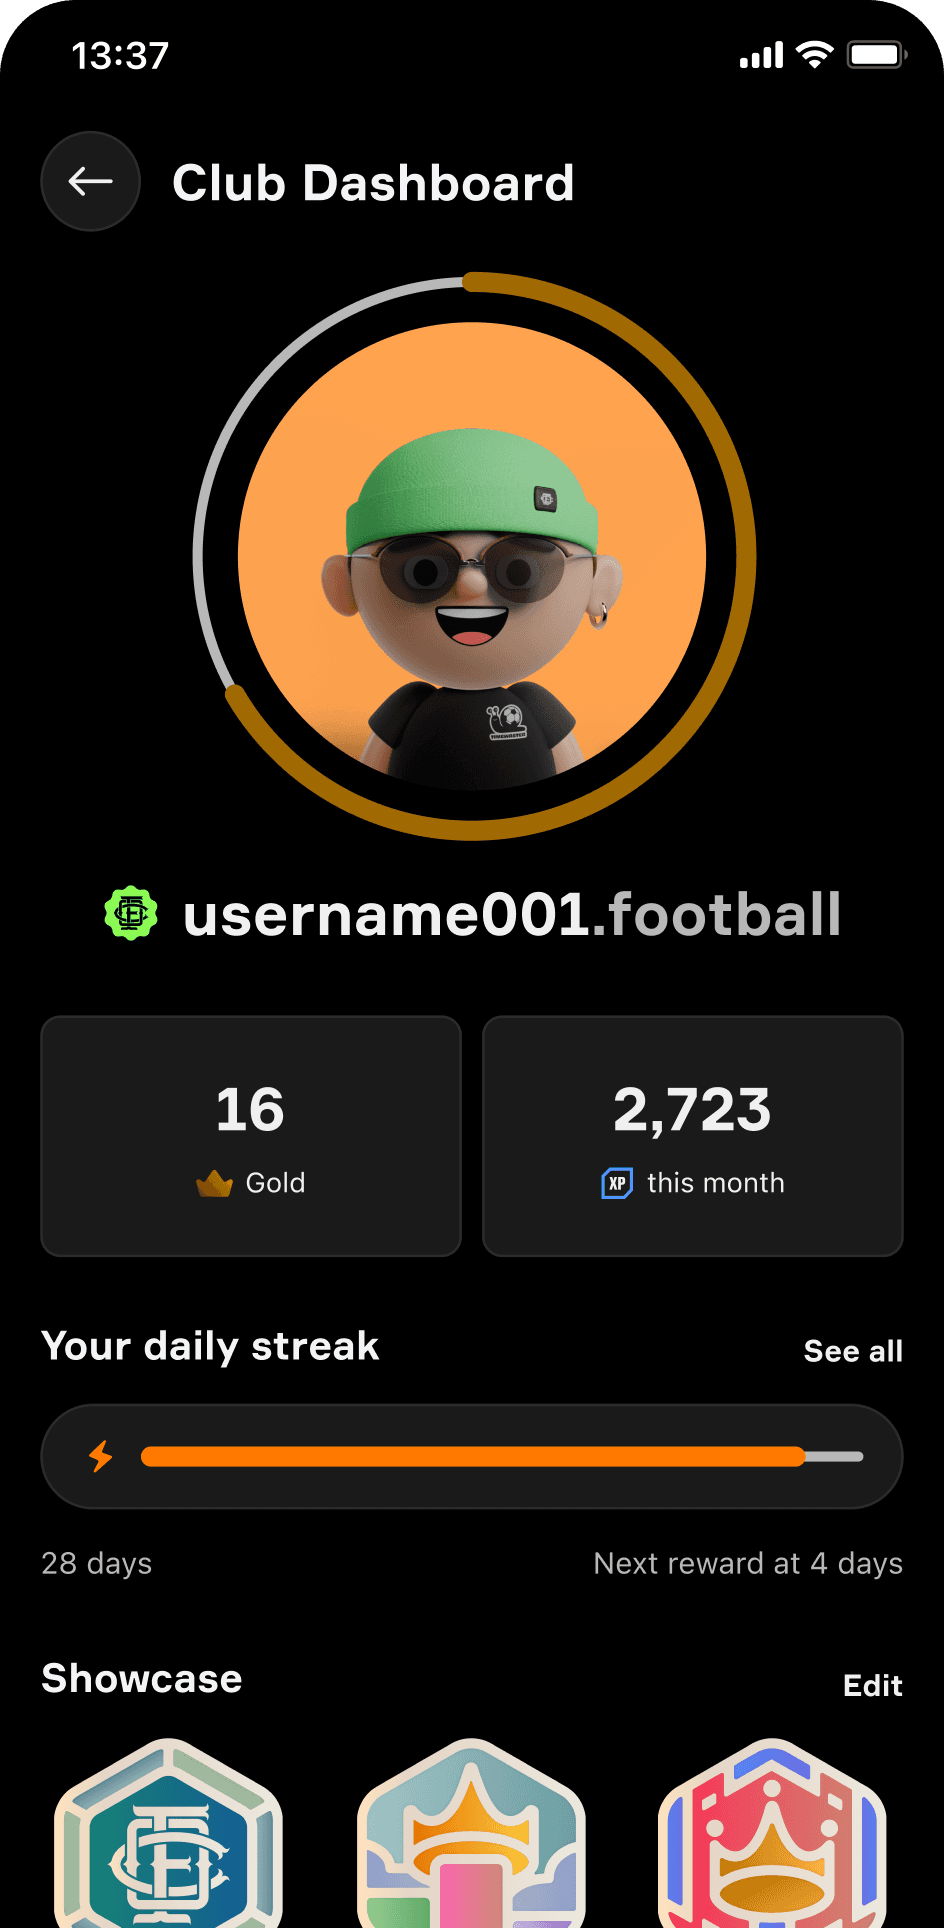 13:37
Club Dashboard
username001.football
16
Gold
2,723
XP this month
Your daily streak
See all
28 days
Next reward at 4 days
Showcase
Edit